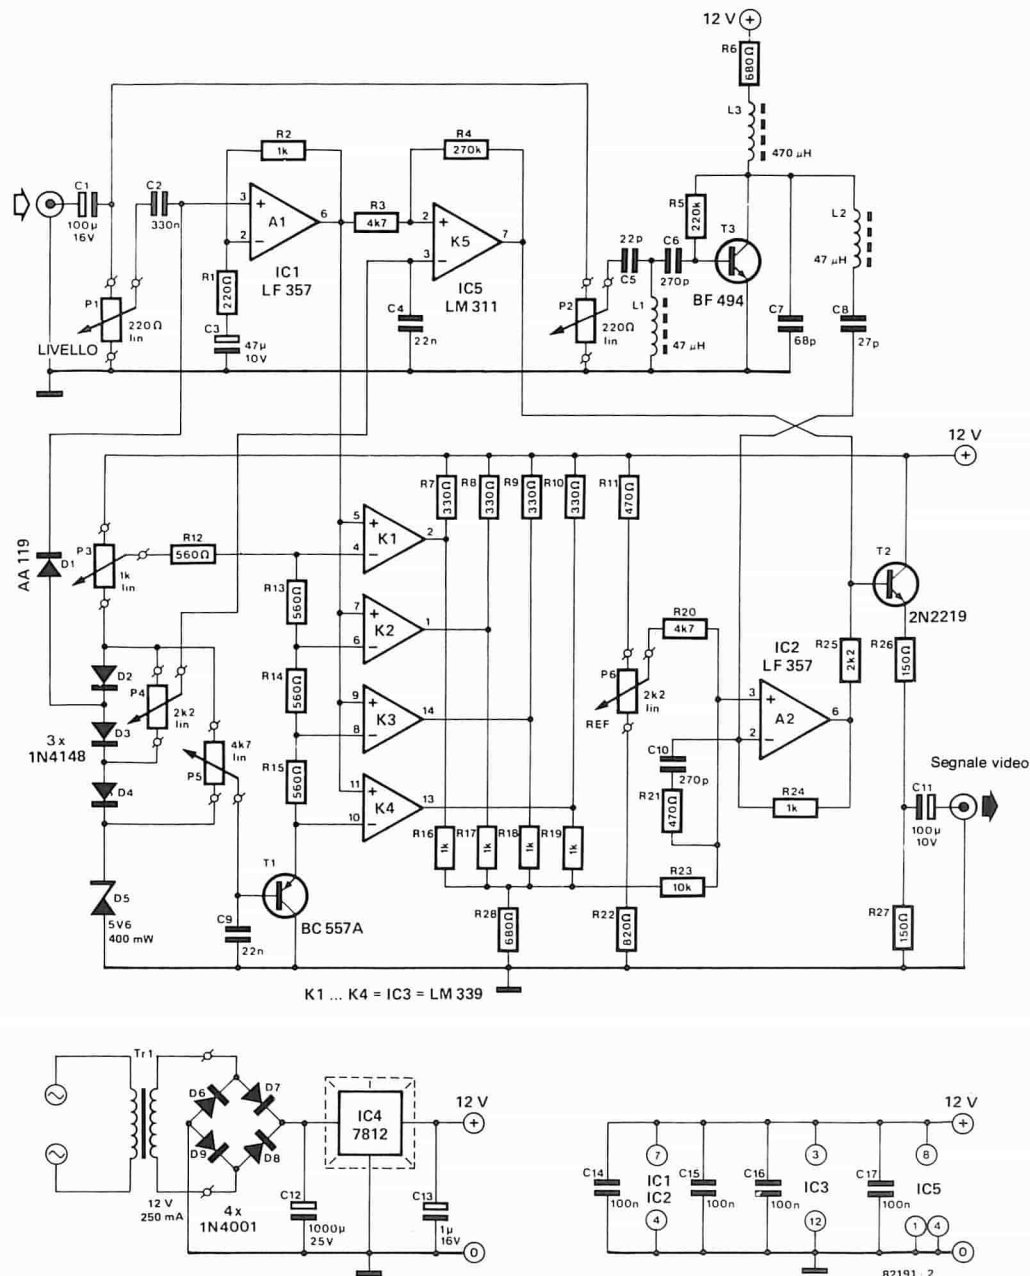 12 V
+
R6
680Ω
L3
470 µH
R2
1k
R4
270k
C1
100µ
16V
C2
330n
3
+
A1
6
2
−
R3
4k7
2
+
K5
7
3
−
IC1
LF 357
IC5
LM 311
R1
220Ω
C3
47µ
10V
C4
22n
P1
220Ω
lin
LIVELLO
P2
220Ω
lin
22p
C5
C6
270p
L1
47 µH
R5
220k
T3
BF 494
L2
47 µH
C7
68p
C8
27p
12 V
+
R7
330Ω
R8
330Ω
R9
330Ω
R10
330Ω
R11
470Ω
AA 119
D1
P3
1k
lin
R12
560Ω
R13
560Ω
R14
560Ω
R15
560Ω
5
+
K1
2
4
−
7
+
K2
1
6
−
9
+
K3
14
8
−
11
+
K4
13
10
−
D2
D3
D4
3x
1N4148
P4
2k2
lin
4k7
lin
P5
D5
5V6
400 mW
T1
BC 557A
C9
22n
R16
1k
R17
1k
R18
1k
R19
1k
R28
680Ω
R20
4k7
P6
2k2
lin
REF
C10
270p
R21
470Ω
R23
10k
R22
820Ω
IC2
LF 357
3
+
A2
6
2
−
R24
1k
R25
2k2
T2
2N2219
R26
150Ω
R27
150Ω
C11
100µ
10V
Segnale video
K1 ... K4 = IC3 = LM 339
Tr1
12 V
250 mA
D6
D7
D9
D8
4x
1N4001
IC4
7812
C12
1000µ
25V
C13
1µ
16V
12 V
+
0
C14
100n
7
IC1
IC2
4
C15
100n
C16
100n
3
IC3
12
C17
100n
8
IC5
1
4
12 V
+
0
82191 - 2